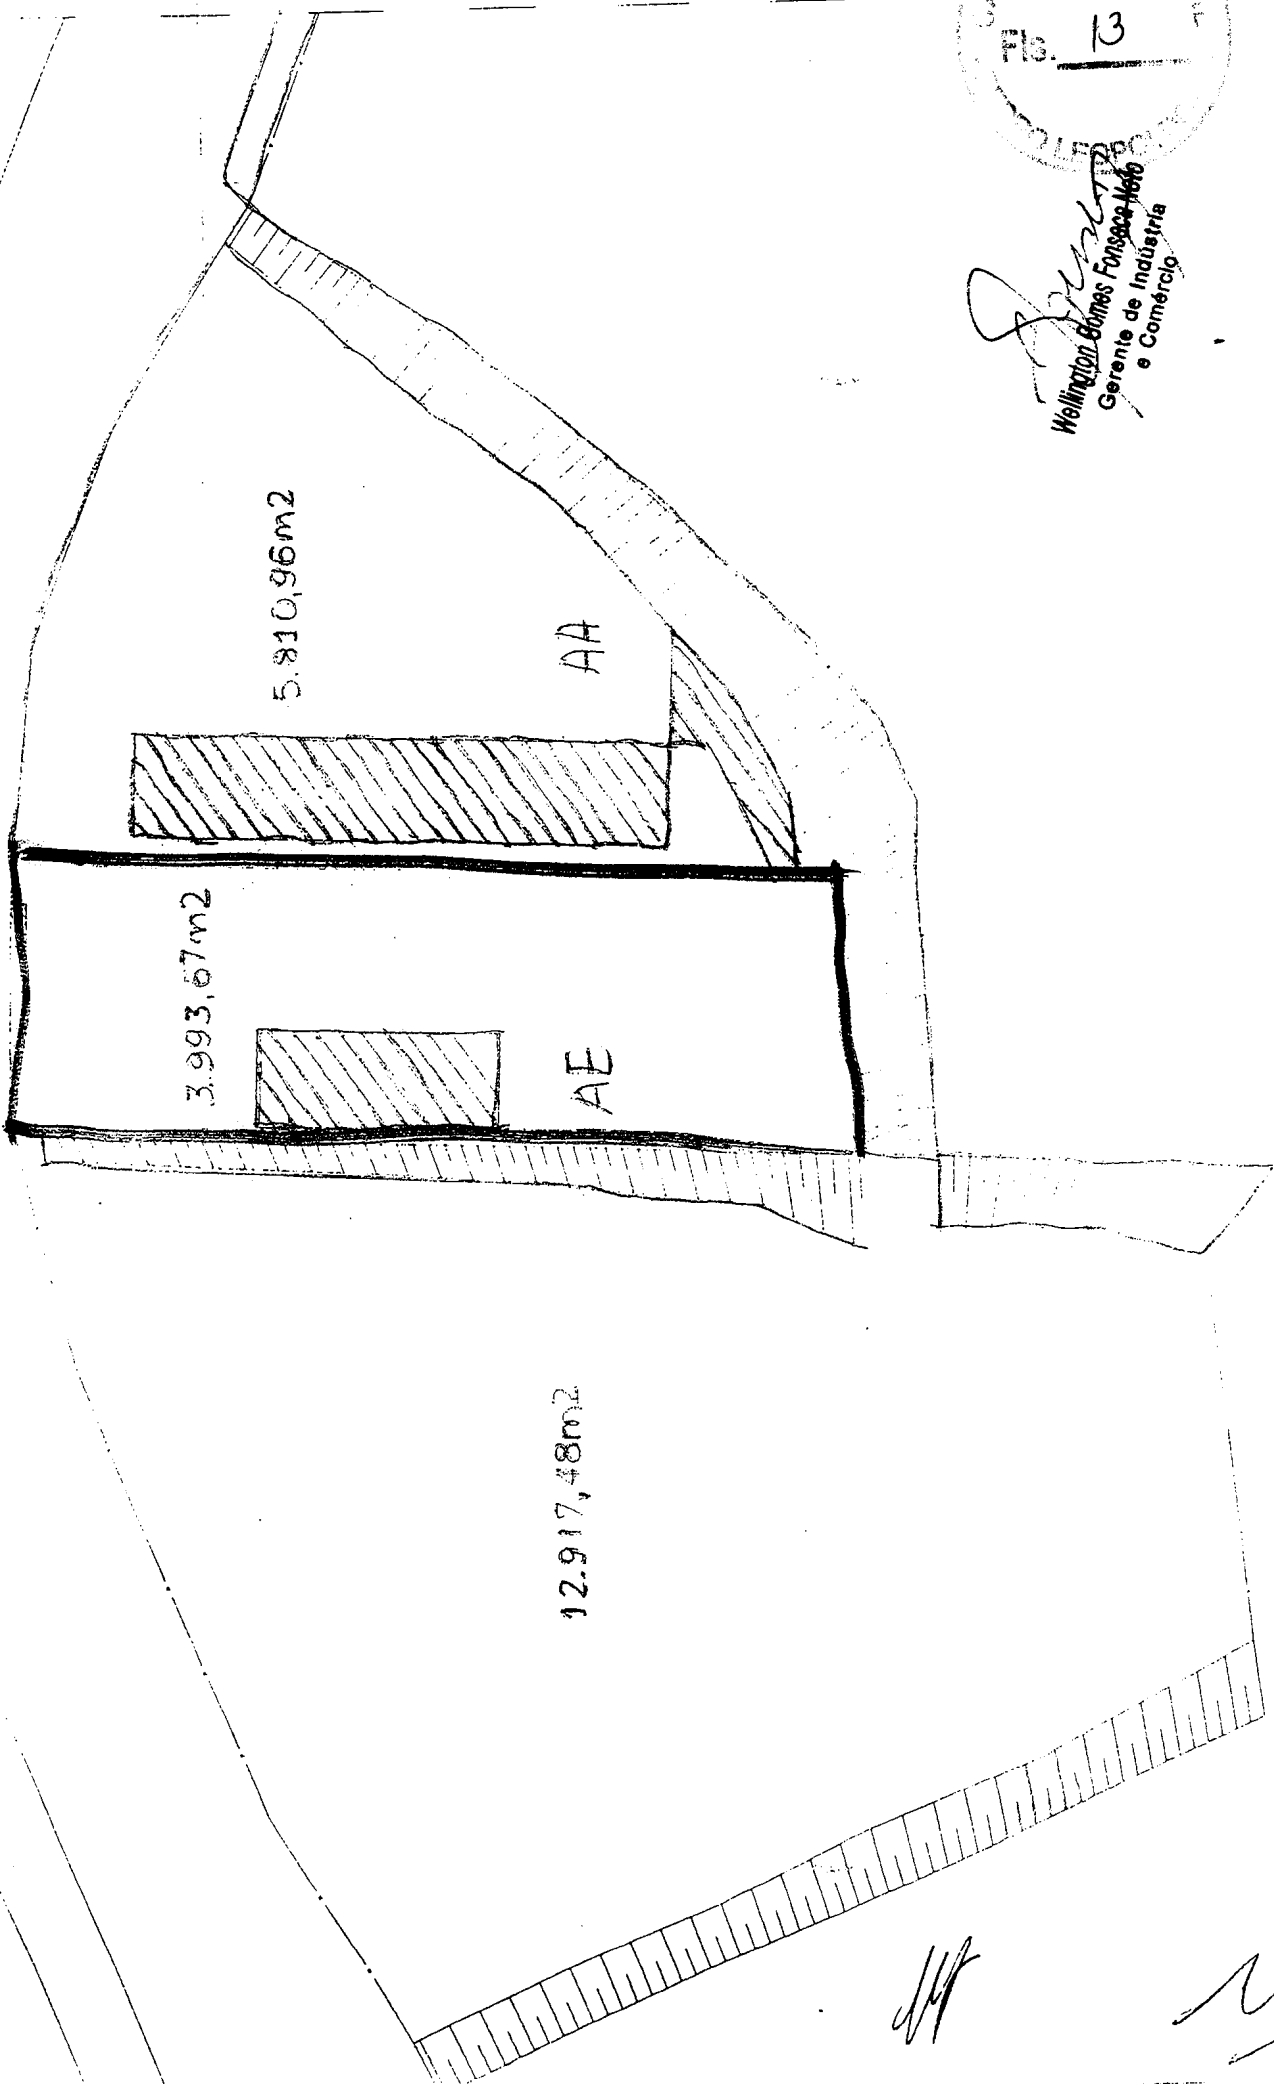 Fls. 13
Wellington Gomes Fonseca Neto
Gerente de Indústria
e Comércio
5.810,96m2
AA
3.993,67m2
AE
12.917,48m2